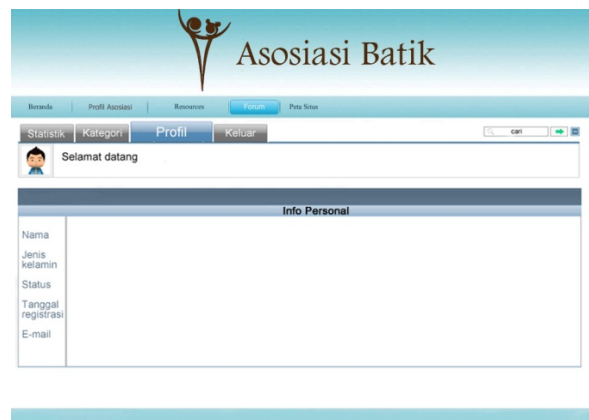 Asosiasi Batik
Beranda Profil Asosiasi Resources Forum Peta Situs
Statistik Kategori Profil Keluar cari
Selamat datang
Info Personal
Nama
Jenis
kelamin
Status
Tanggal
registrasi
E-mail